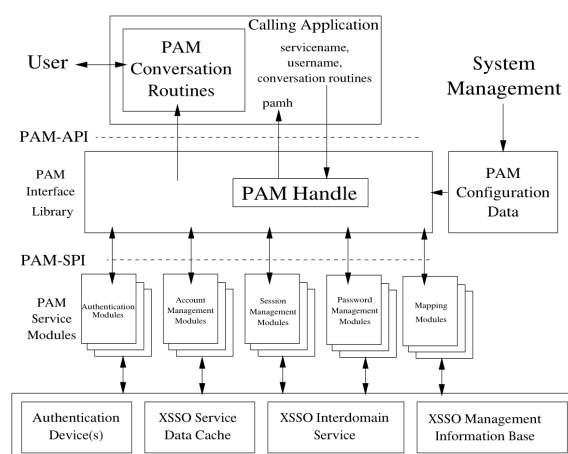 Calling Application
User
PAM
Conversation
Routines
servicename,
username,
conversation routines
pamh
System
Management
PAM-API
PAM
Interface
Library
PAM Handle
PAM
Configuration
Data
PAM-SPI
PAM
Service
Modules
Authentication
Modules
Account
Management
Modules
Session
Management
Modules
Password
Management
Modules
Mapping
Modules
Authentication
Device(s)
XSSO Service
Data Cache
XSSO Interdomain
Service
XSSO Management
Information Base